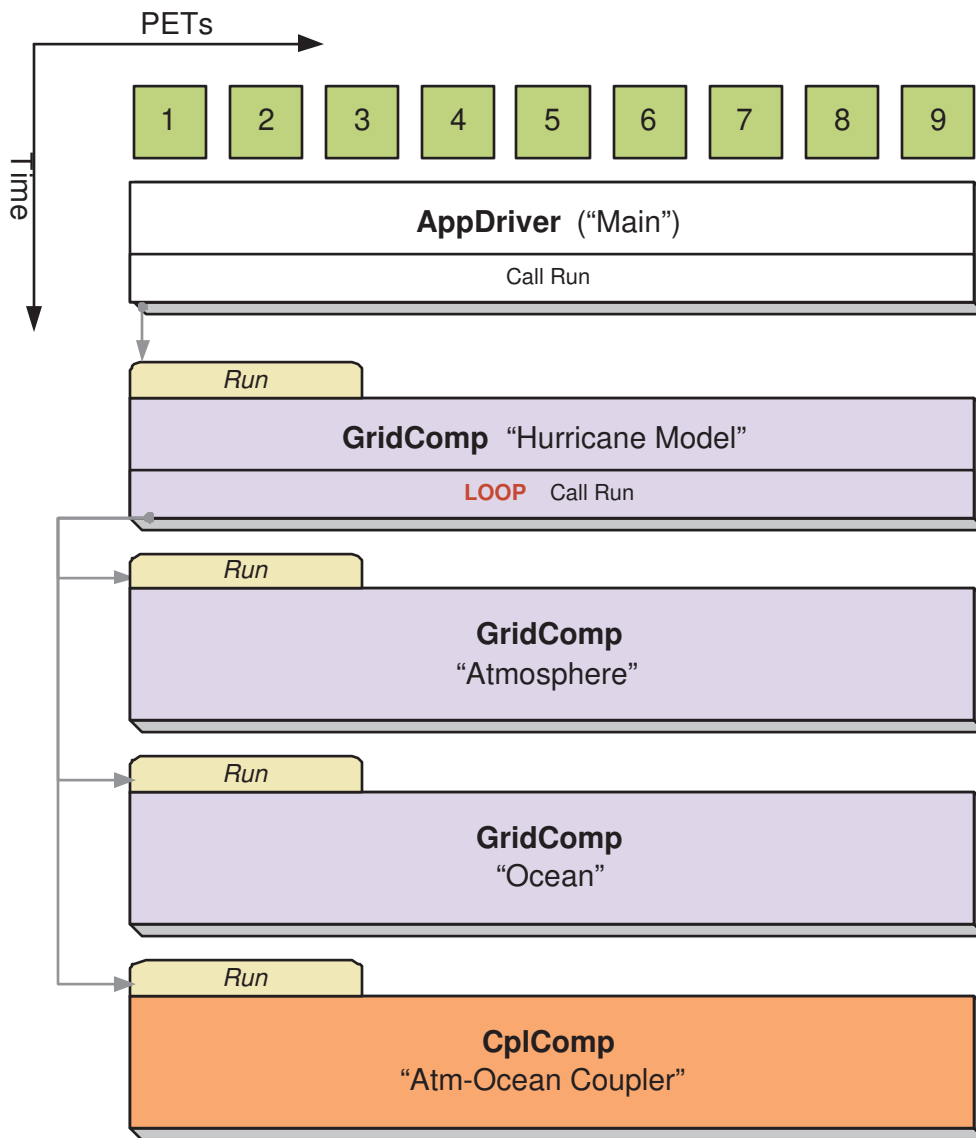 PETs
1 2 3 4 5 6 7 8 9
Time
AppDriver (“Main”)
Call Run
Run
GridComp “Hurricane Model”
LOOP Call Run
Run
GridComp
“Atmosphere”
Run
GridComp
“Ocean”
Run
CplComp
“Atm-Ocean Coupler”